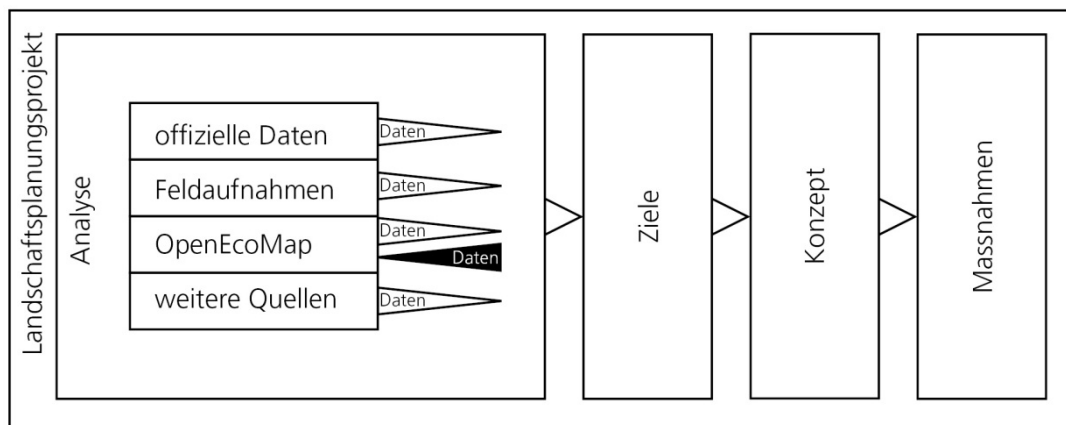 Landschaftsplanungsprojekt
Analyse
offizielle Daten
Daten
Feldaufnahmen
Daten
OpenEcoMap
Daten
Daten
weitere Quellen
Daten
Ziele
Konzept
Massnahmen